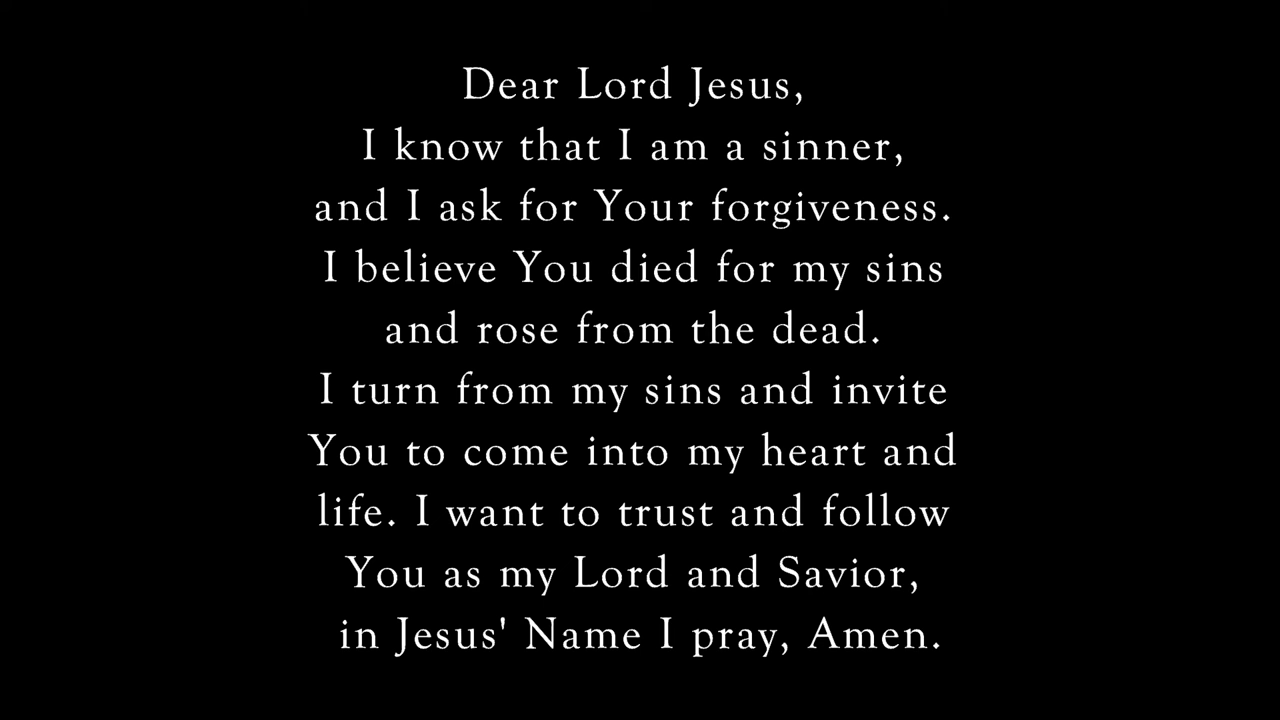 Dear Lord Jesus,
I know that I am a sinner,
and I ask for Your forgiveness.
I believe You died for my sins
and rose from the dead.
I turn from my sins and invite
You to come into my heart and
life. I want to trust and follow
You as my Lord and Savior,
in Jesus' Name I pray, Amen.